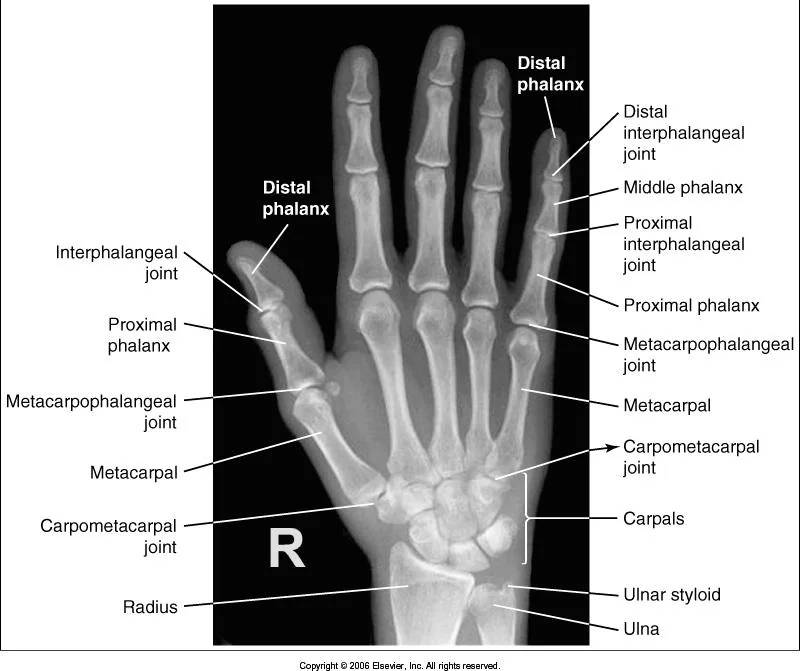 Distal
phalanx
Distal
phalanx
Interphalangeal
joint
Proximal
phalanx
Metacarpophalangeal
joint
Metacarpal
Carpometacarpal
joint
R
Radius
Distal
interphalangeal
joint
Middle phalanx
Proximal
interphalangeal
joint
Proximal phalanx
Metacarpophalangeal
joint
Metacarpal
Carpometacarpal
joint
Carpals
Ulnar styloid
Ulna
Copyright © 2006 Elsevier, Inc. All rights reserved.